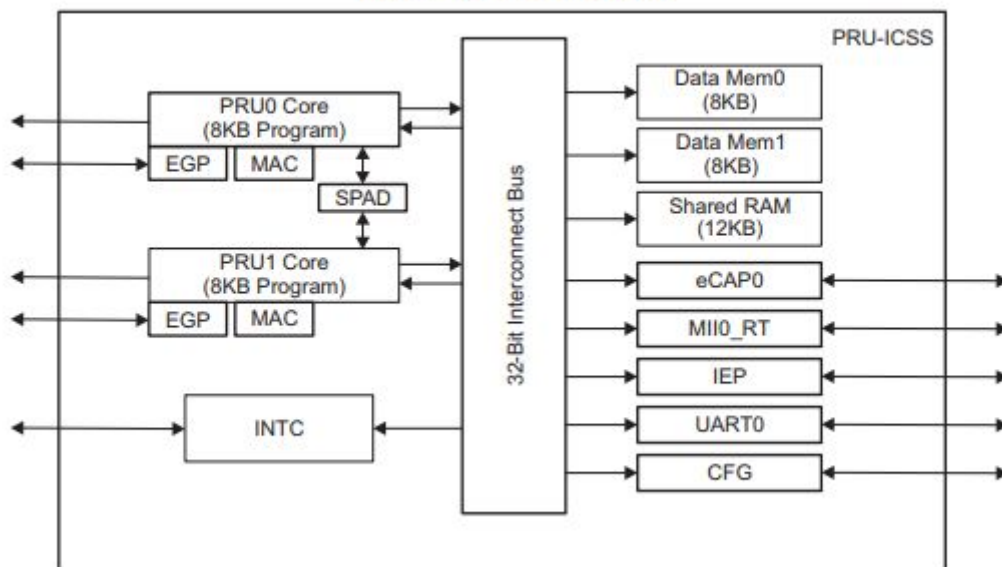 PRU-ICSS
PRU0 Core
(8KB Program)
EGP
MAC
SPAD
PRU1 Core
(8KB Program)
EGP
MAC
INTC
32-Bit Interconnect Bus
Data Mem0
(8KB)
Data Mem1
(8KB)
Shared RAM
(12KB)
eCAP0
MII0_RT
IEP
UART0
CFG